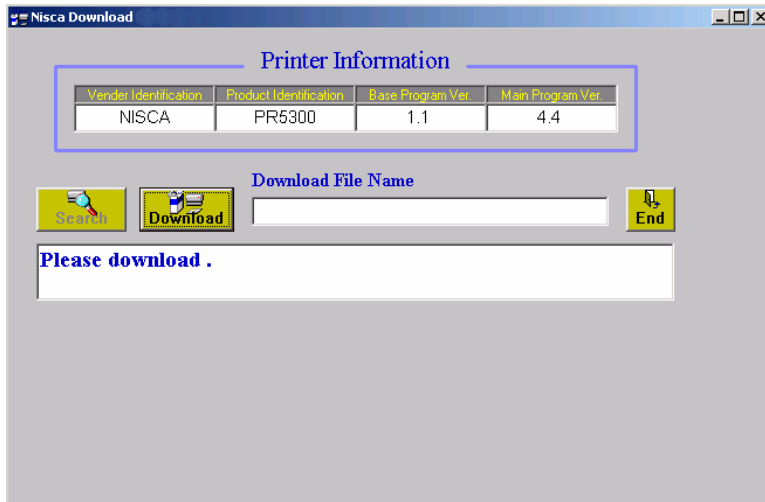 Nisca Download
Printer Information
Vender Identification Product Identification Base Program Ver. Main Program Ver.
NISCA PR5300 1.1 4.4
Download File Name
Search Download End
Please download .